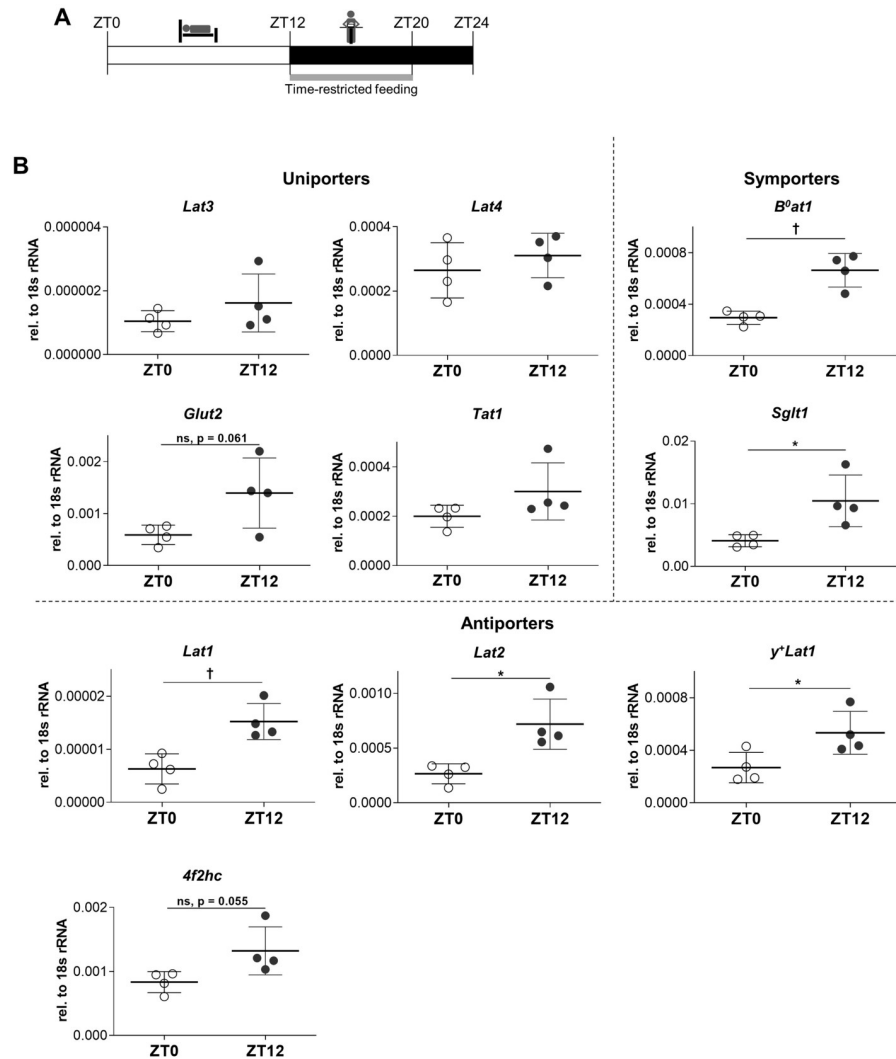 A
ZT0 ZT12 ZT20 ZT24
Time-restricted feeding
B
Uniporters
Symporters
Lat3
rel. to 18s rRNA
0.000004
0.000002
0.000000
ZT0 ZT12
Lat4
rel. to 18s rRNA
0.0004
0.0002
0.0000
ZT0 ZT12
B⁰at1
†
rel. to 18s rRNA
0.0008
0.0004
0.0000
ZT0 ZT12
Glut2
ns, p = 0.061
rel. to 18s rRNA
0.002
0.001
0.000
ZT0 ZT12
Tat1
rel. to 18s rRNA
0.0004
0.0002
0.0000
ZT0 ZT12
Sglt1
*
rel. to 18s rRNA
0.02
0.01
0.00
ZT0 ZT12
Antiporters
Lat1
†
rel. to 18s rRNA
0.00002
0.00001
0.00000
ZT0 ZT12
Lat2
*
rel. to 18s rRNA
0.0010
0.0005
0.0000
ZT0 ZT12
y⁺Lat1
*
rel. to 18s rRNA
0.0008
0.0004
0.0000
ZT0 ZT12
4f2hc
ns, p = 0.055
rel. to 18s rRNA
0.002
0.001
0.000
ZT0 ZT12